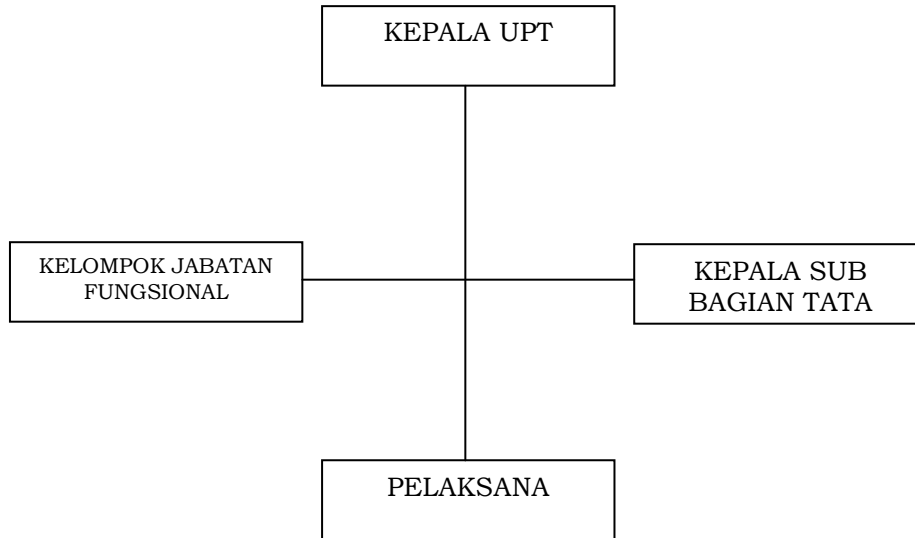 KEPALA UPT
KELOMPOK JABATAN
FUNGSIONAL
KEPALA SUB
BAGIAN TATA
PELAKSANA